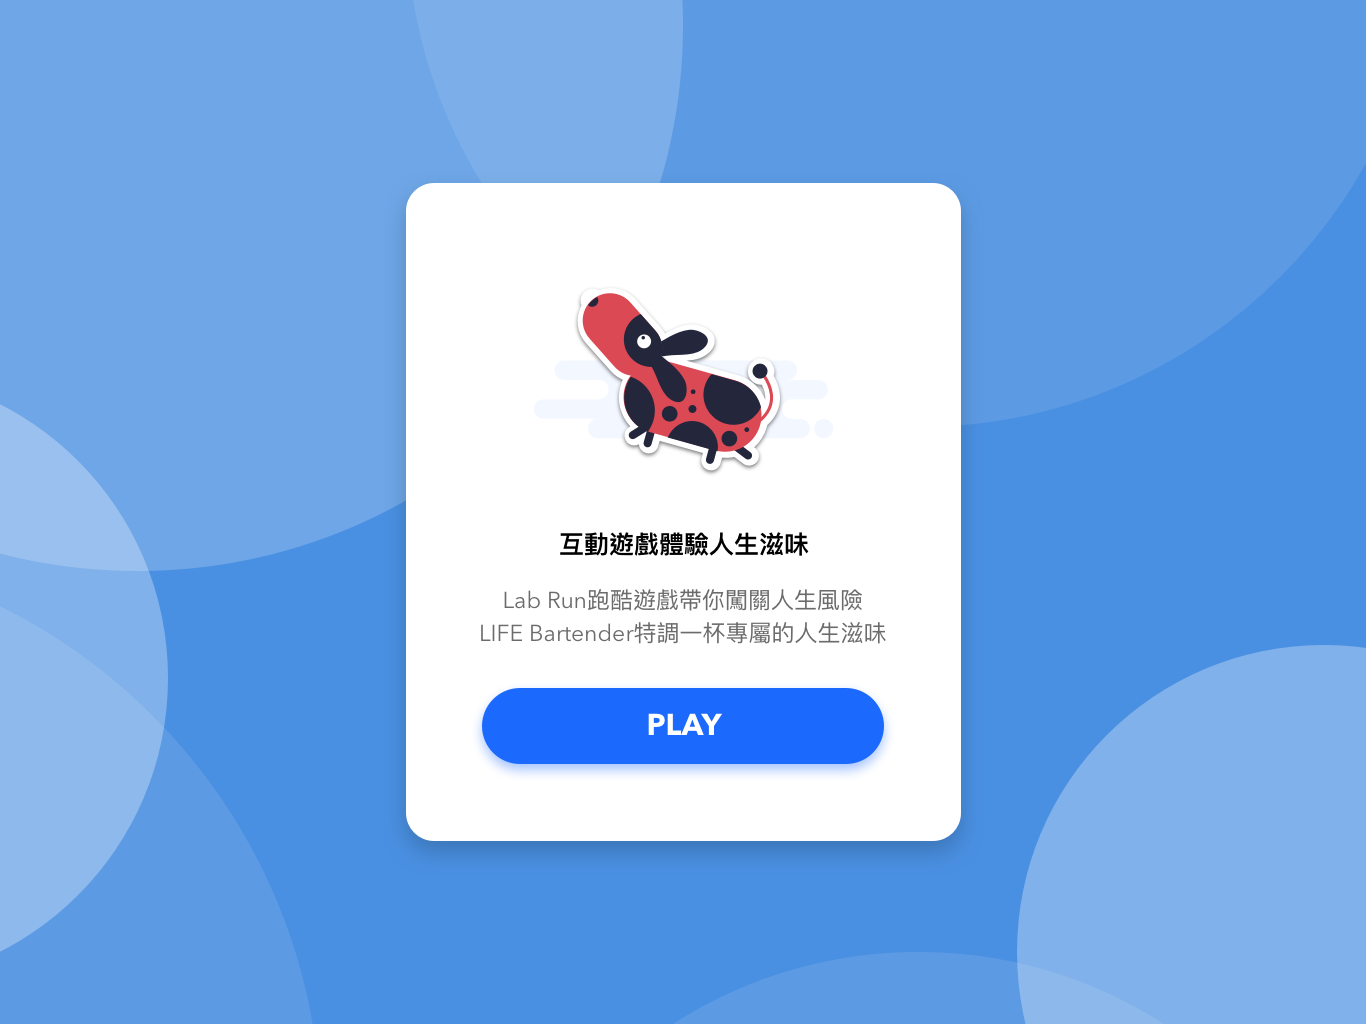 互動遊戲體驗人生滋味
Lab Run跑酷遊戲帶你闖關人生風險
LIFE Bartender特調一杯專屬的人生滋味
PLAY